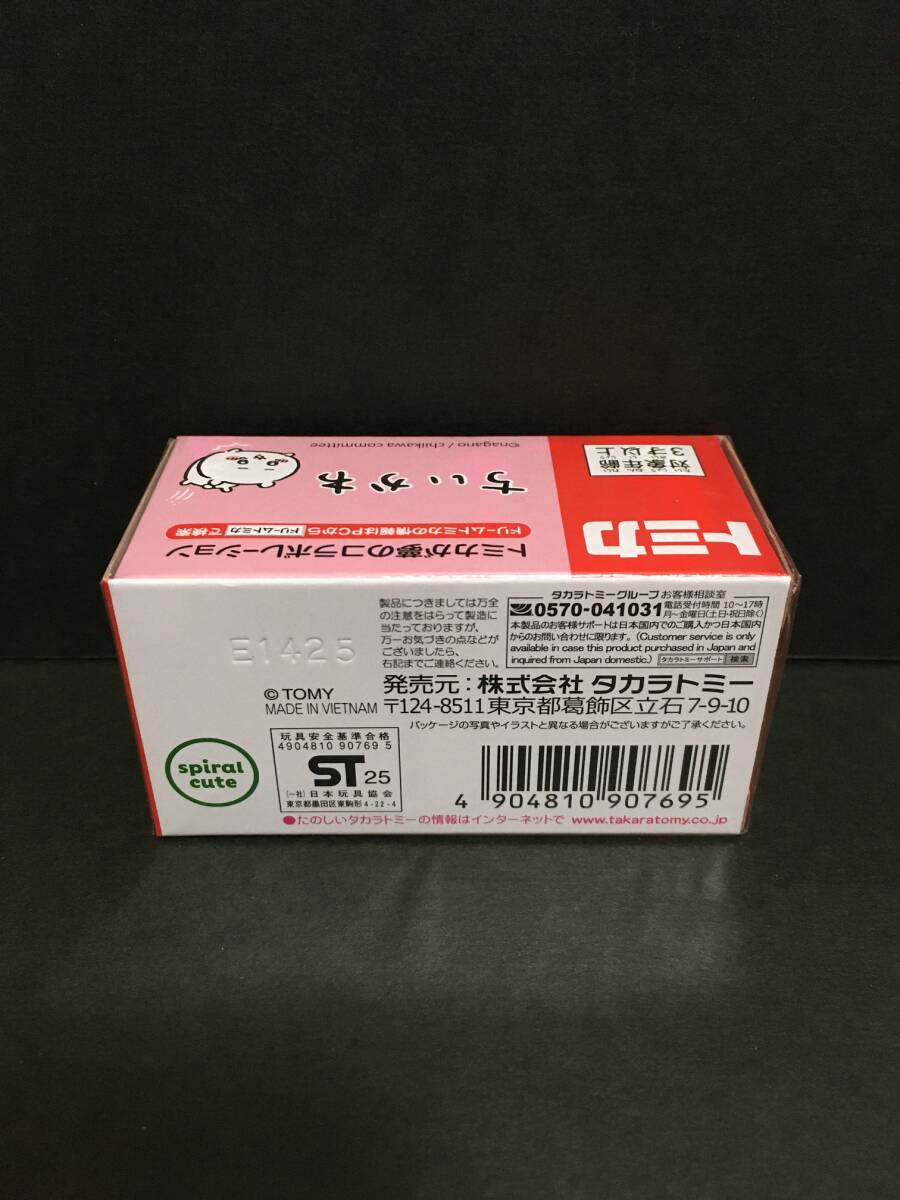 ©nagano / chiikawa committee
ちいかわ
ドリームトミカの情報はPCから ドリームトミカ で検索
トミカが夢のコラボレーション
対象年齢
3才以上
トミカ
E1425
製品につきましては万全
の注意をはらって製造に
当たっておりますが、
万一お気づきの点などが
ございましたら、
右記までご連絡ください。
タカラトミーグループ お客様相談室
0570-041031 電話受付時間 10〜17時
月〜金曜日(土日・祝日除く)
本製品のお客様サポートは日本国内でのご購入かつ日本国内
からのお問い合わせに限ります。(Customer service is only
available in case this product purchased in Japan and
inquired from Japan domestic.) タカラトミーサポート 検索
© TOMY
MADE IN VIETNAM
発売元:株式会社 タカラトミー
〒124-8511 東京都葛飾区立石7-9-10
パッケージの写真やイラストと異なる場合がございますがご了承ください。
spiral
cute
玩具安全基準合格
4904810 90769 5
ST 25
(一社)日本玩具協会
東京都墨田区東駒形4-22-4
4 904810 907695
●たのしいタカラトミーの情報はインターネットで www.takaratomy.co.jp